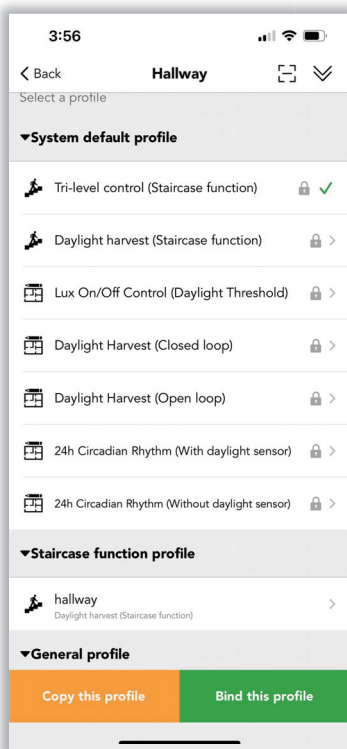 3:56
Back Hallway
Select a profile
System default profile
Tri-level control (Staircase function)
Daylight harvest (Staircase function)
Lux On/Off Control (Daylight Threshold)
Daylight Harvest (Closed loop)
Daylight Harvest (Open loop)
24h Circadian Rhythm (With daylight sensor)
24h Circadian Rhythm (Without daylight sensor)
Staircase function profile
hallway
Daylight harvest (Staircase function)
General profile
Copy this profile Bind this profile